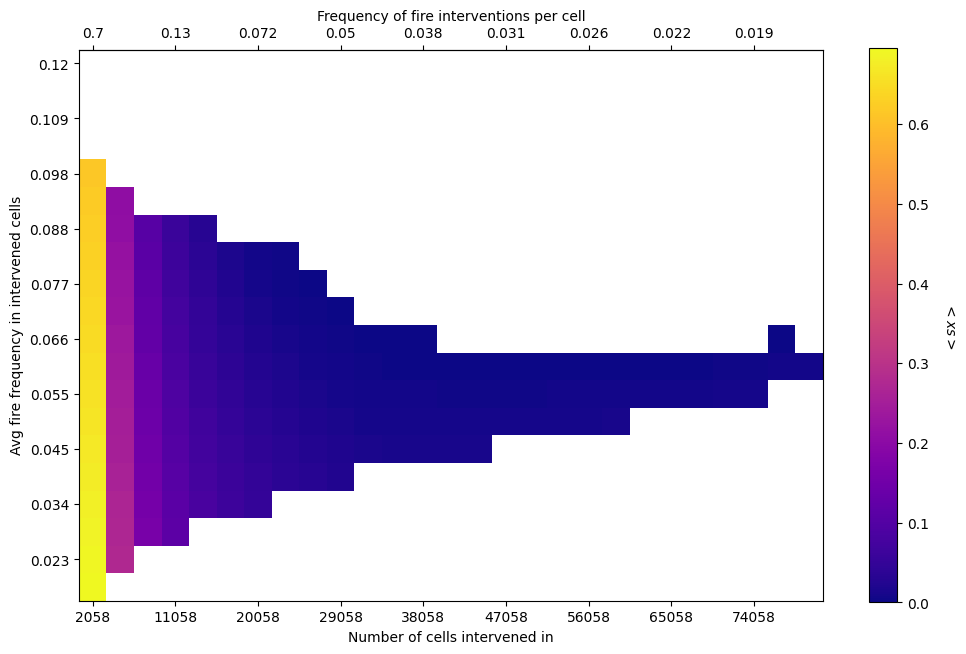 Frequency of fire interventions per cell
0.7 0.13 0.072 0.05 0.038 0.031 0.026 0.022 0.019
0.12
0.109
0.098
0.088
0.077
0.066
0.055
0.045
0.034
0.023
Avg fire frequency in intervened cells
2058 11058 20058 29058 38058 47058 56058 65058 74058
Number of cells intervened in
0.6
0.5
0.4
0.3
0.2
0.1
0.0
< sx >